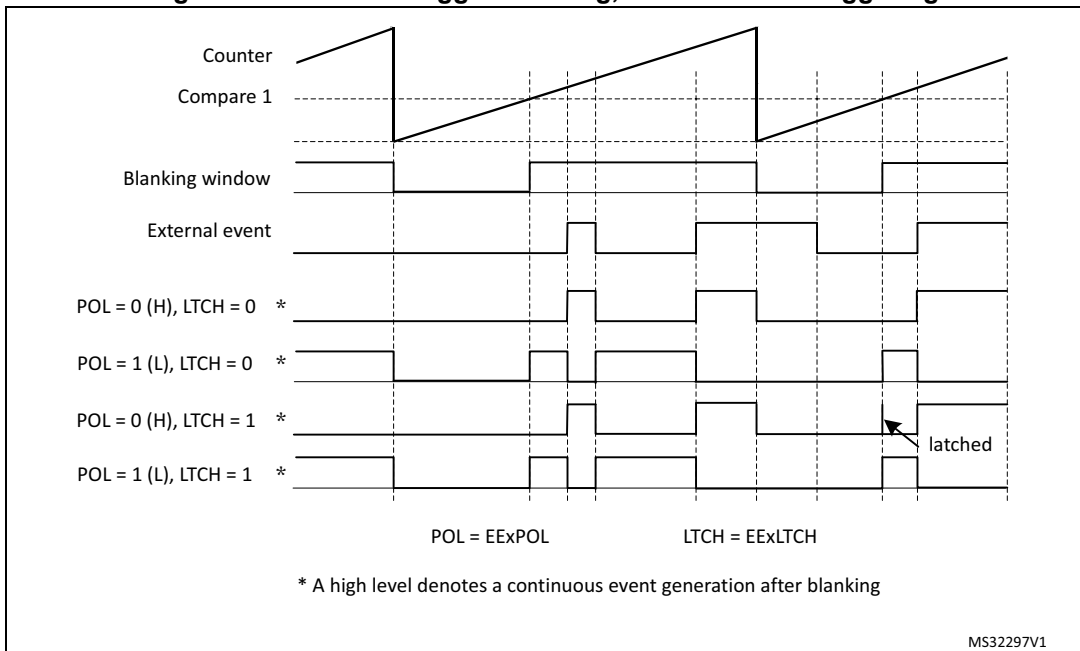 Counter
Compare 1
Blanking window
External event
POL = 0 (H), LTCH = 0 *
POL = 1 (L), LTCH = 0 *
POL = 0 (H), LTCH = 1 *
latched
POL = 1 (L), LTCH = 1 *
POL = EExPOL LTCH = EExLTCH
* A high level denotes a continuous event generation after blanking
MS32297V1